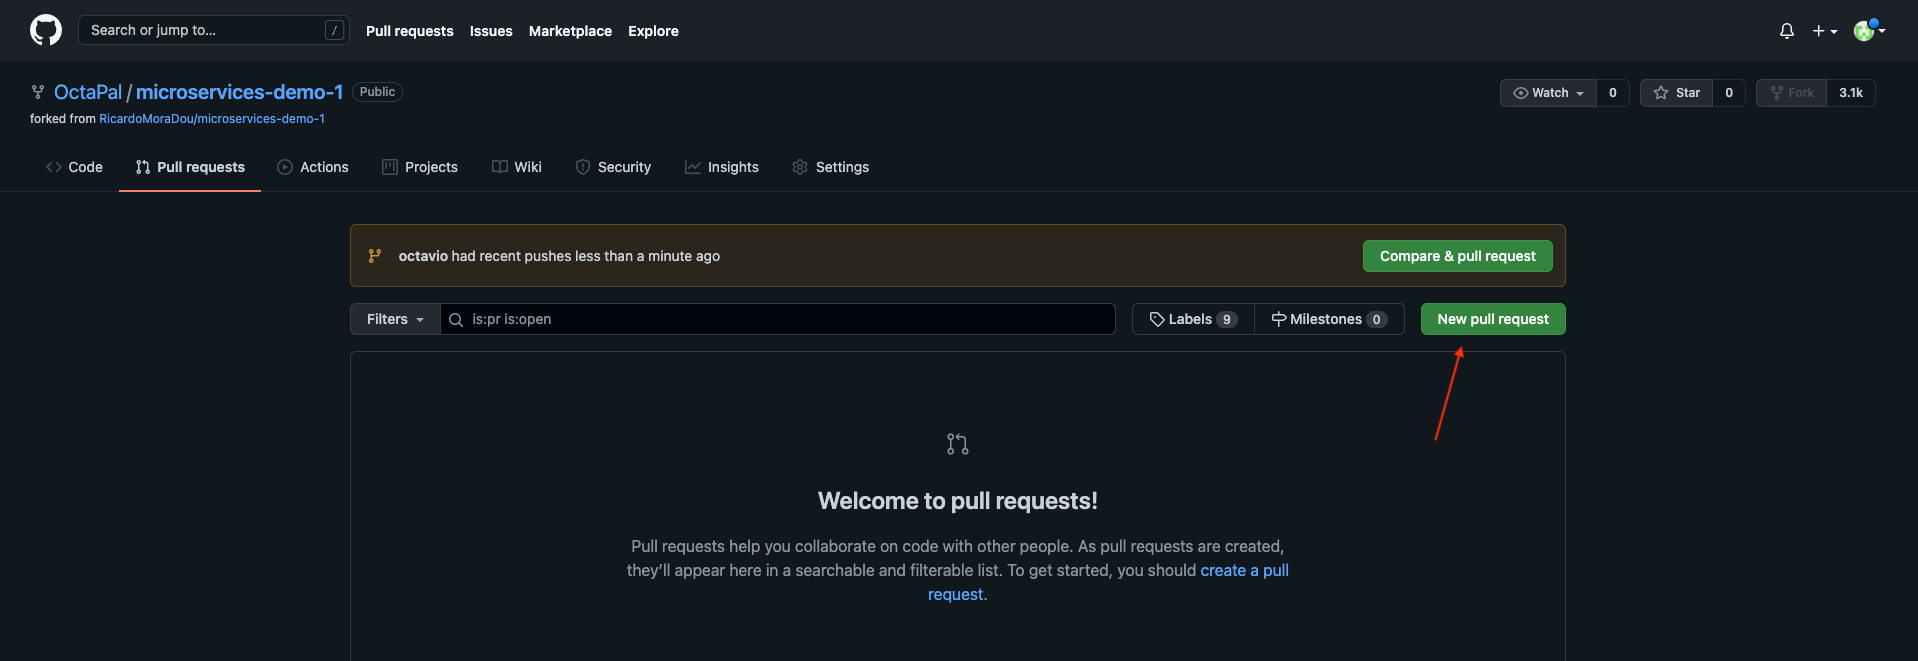 Search or jump to... /
Pull requests Issues Marketplace Explore
OctaPal / microservices-demo-1 Public
Watch 0 Star 0 Fork 3.1k
forked from RicardoMoraDou/microservices-demo-1
Code Pull requests Actions Projects Wiki Security Insights Settings
octavio had recent pushes less than a minute ago Compare & pull request
Filters is:pr is:open Labels 9 Milestones 0 New pull request
Welcome to pull requests!
Pull requests help you collaborate on code with other people. As pull requests are created,
they’ll appear here in a searchable and filterable list. To get started, you should create a pull
request.